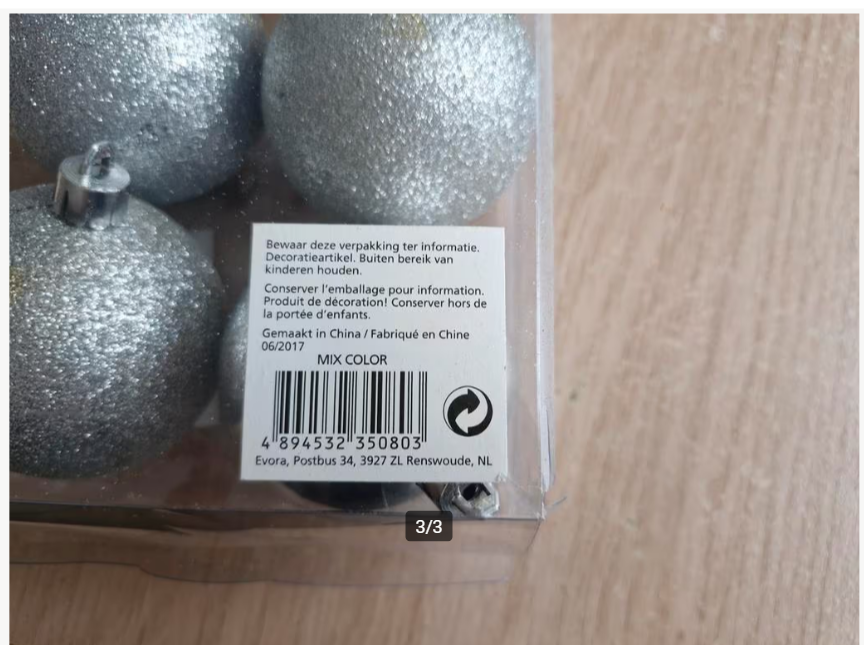 Bewaar deze verpakking ter informatie.
Decoratieartikel. Buiten bereik van
kinderen houden.
Conserver l'emballage pour information.
Produit de décoration! Conserver hors de
la portée d'enfants.
Gemaakt in China / Fabriqué en Chine
06/2017
MIX COLOR
4 894532 350803
Evora, Postbus 34, 3927 ZL Renswoude, NL
3/3